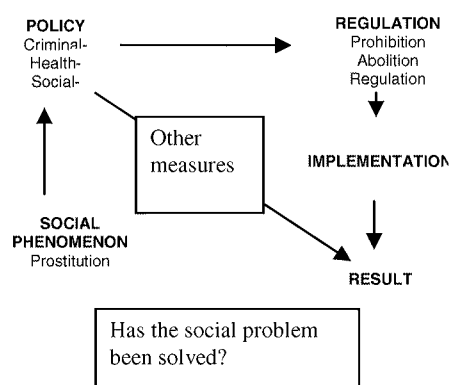 POLICY
Criminal-
Health-
Social-
REGULATION
Prohibition
Abolition
Regulation
Other
measures
IMPLEMENTATION
SOCIAL
PHENOMENON
Prostitution
RESULT
Has the social problem
been solved?